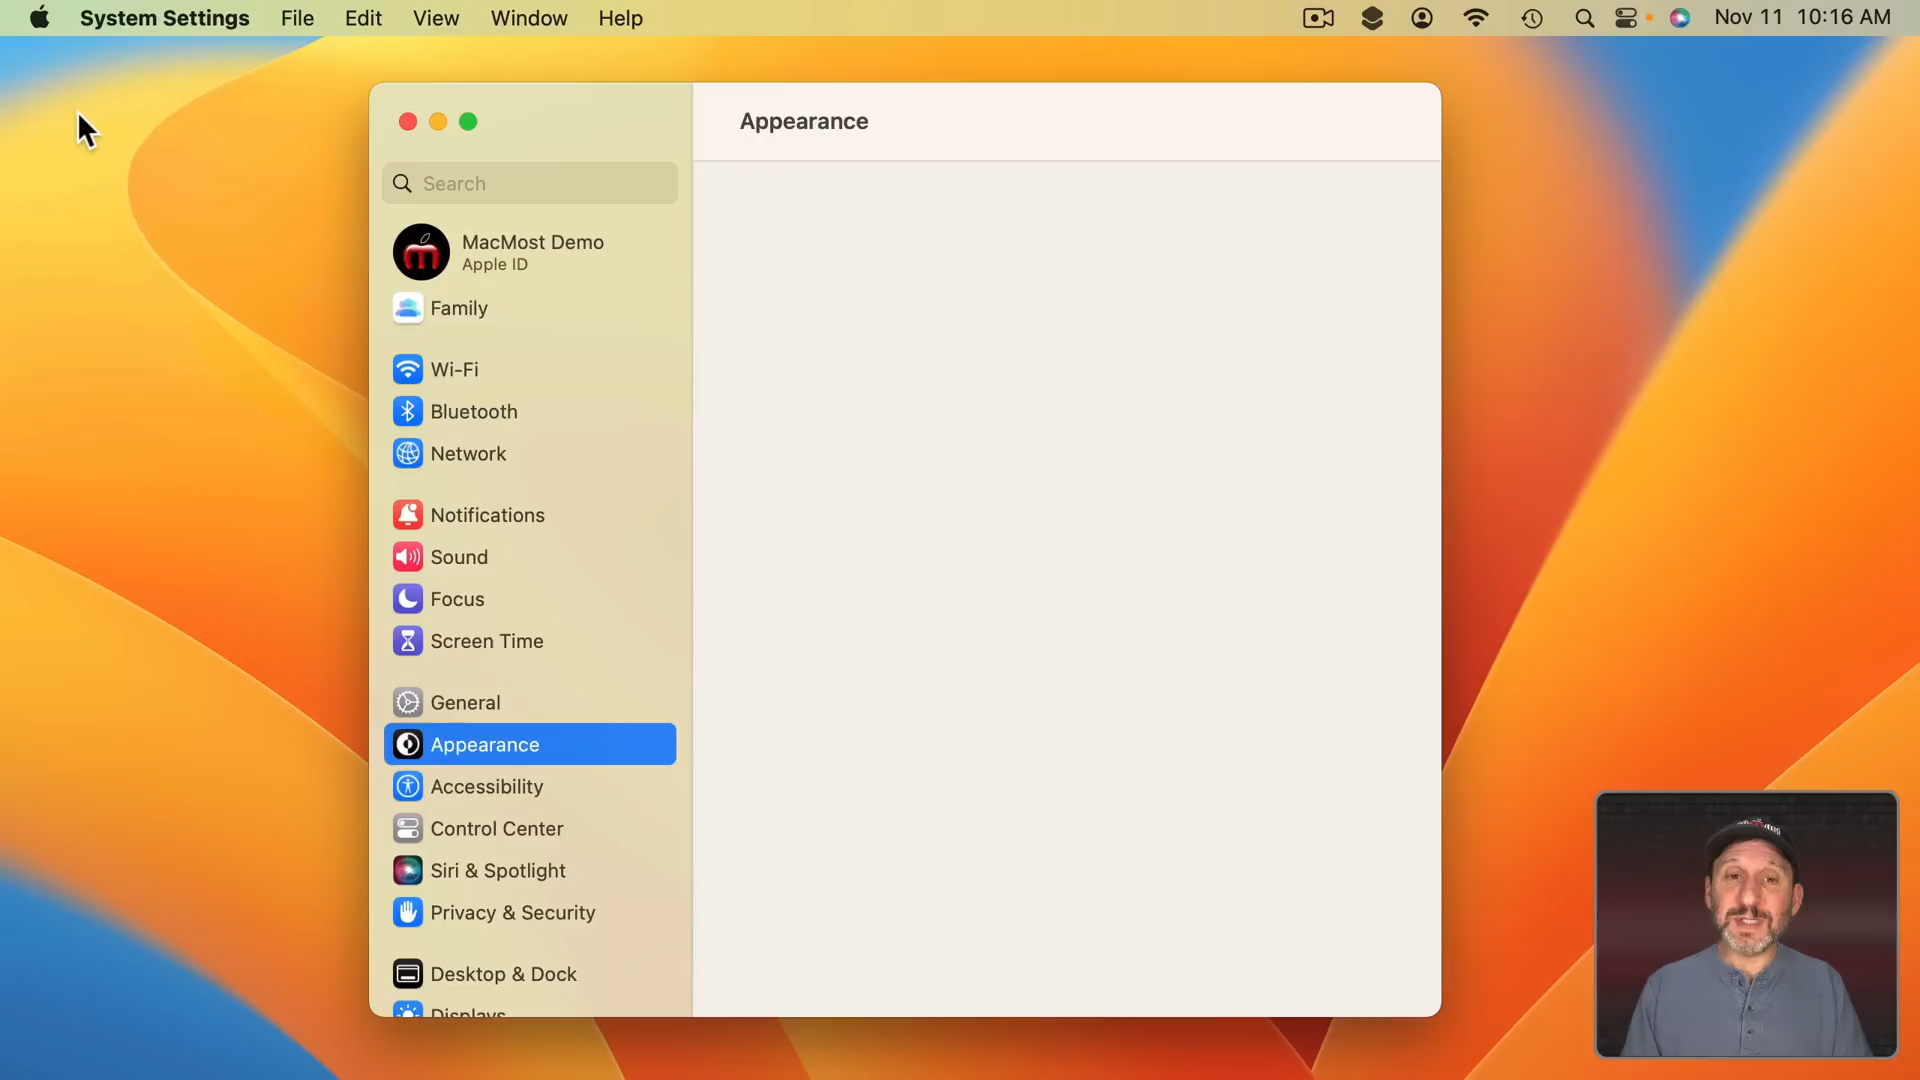 System Settings File Edit View Window Help Nov 11 10:16 AM
Appearance
Search
MacMost Demo
Apple ID
Family
Wi-Fi
Bluetooth
Network
Notifications
Sound
Focus
Screen Time
General
Appearance
Accessibility
Control Center
Siri & Spotlight
Privacy & Security
Desktop & Dock
Displays